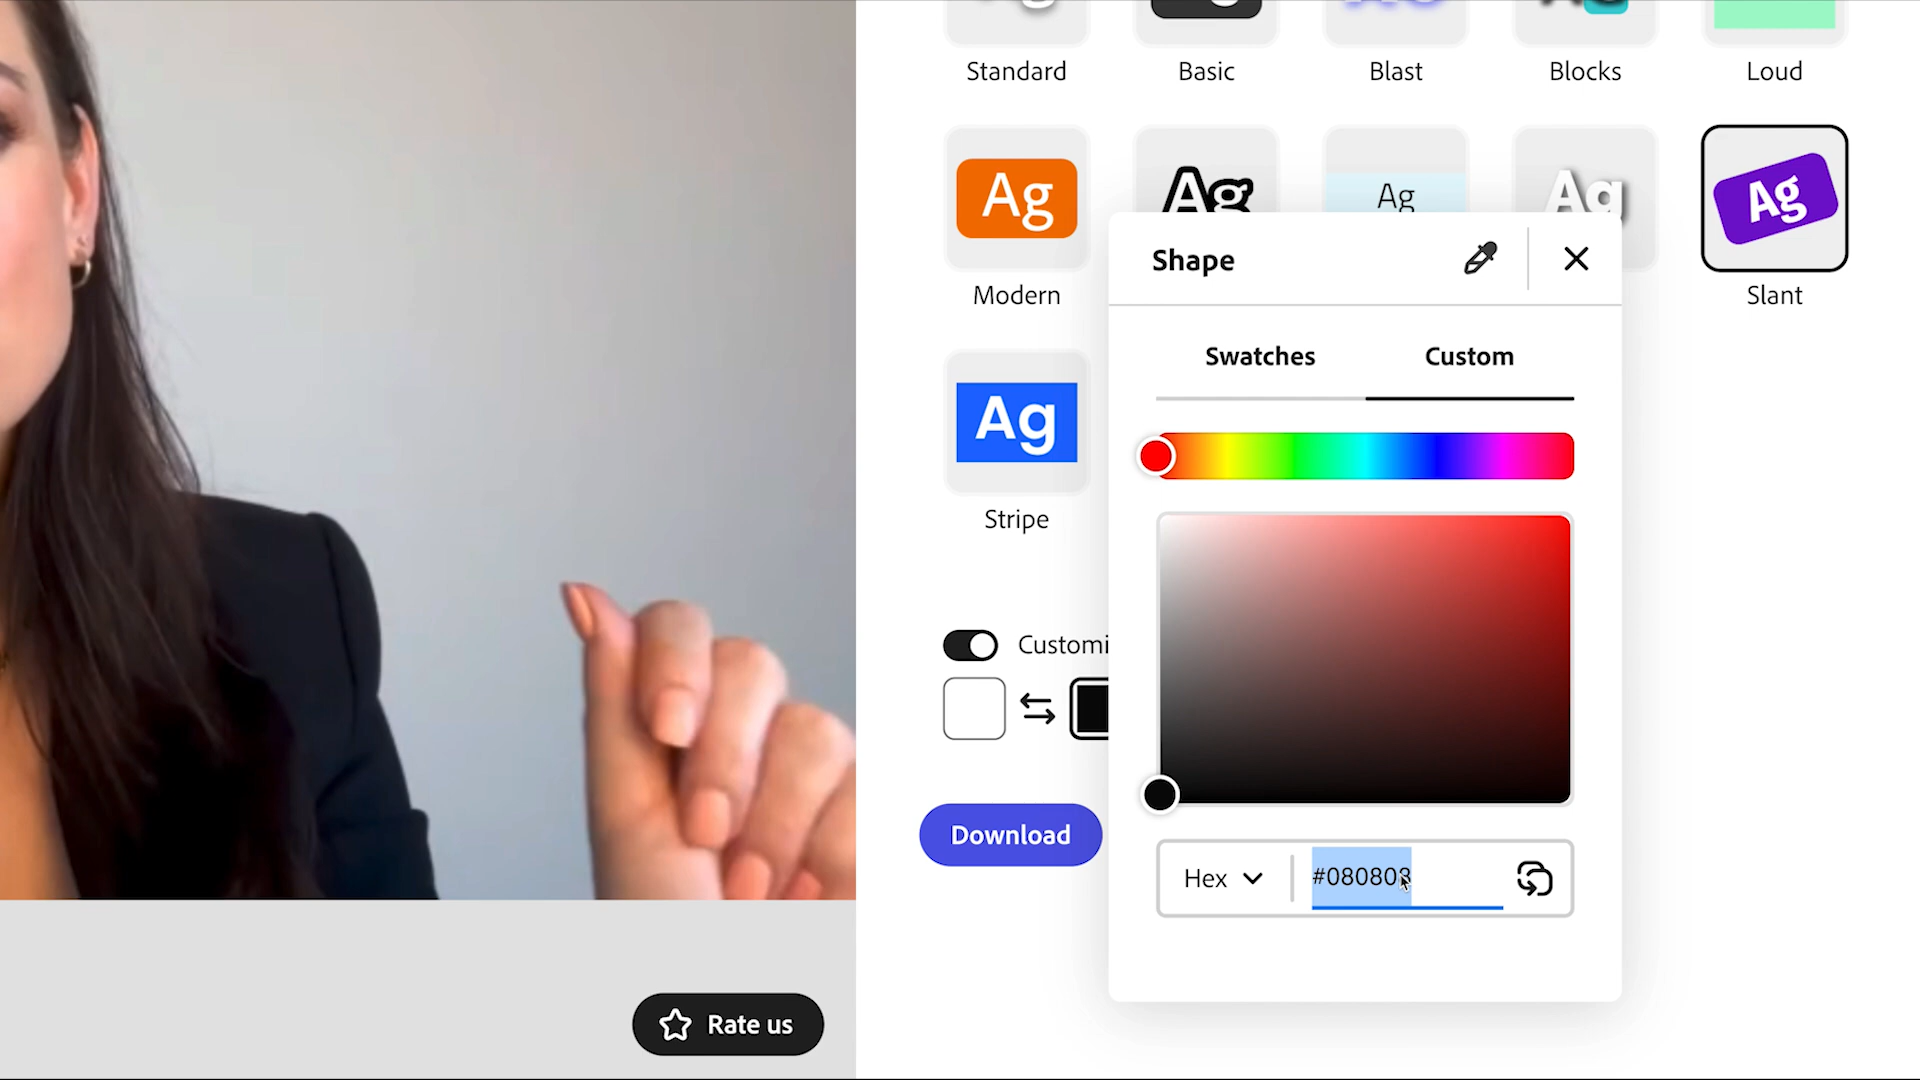 Standard Basic Blast Blocks Loud
Ag Ag Ag Ag Ag
Modern Slant
Shape
Swatches Custom
Ag
Stripe
Customi
Download
Hex #080808
Rate us